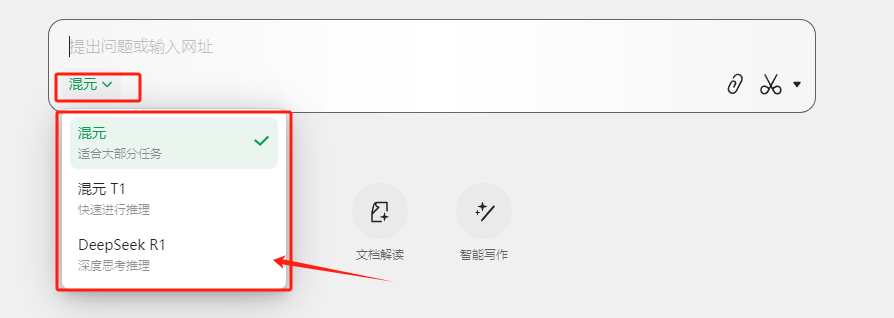 提出问题或输入网址
混元
混元
适合大部分任务
混元 T1
快速进行推理
DeepSeek R1
深度思考推理
文档解读
智能写作